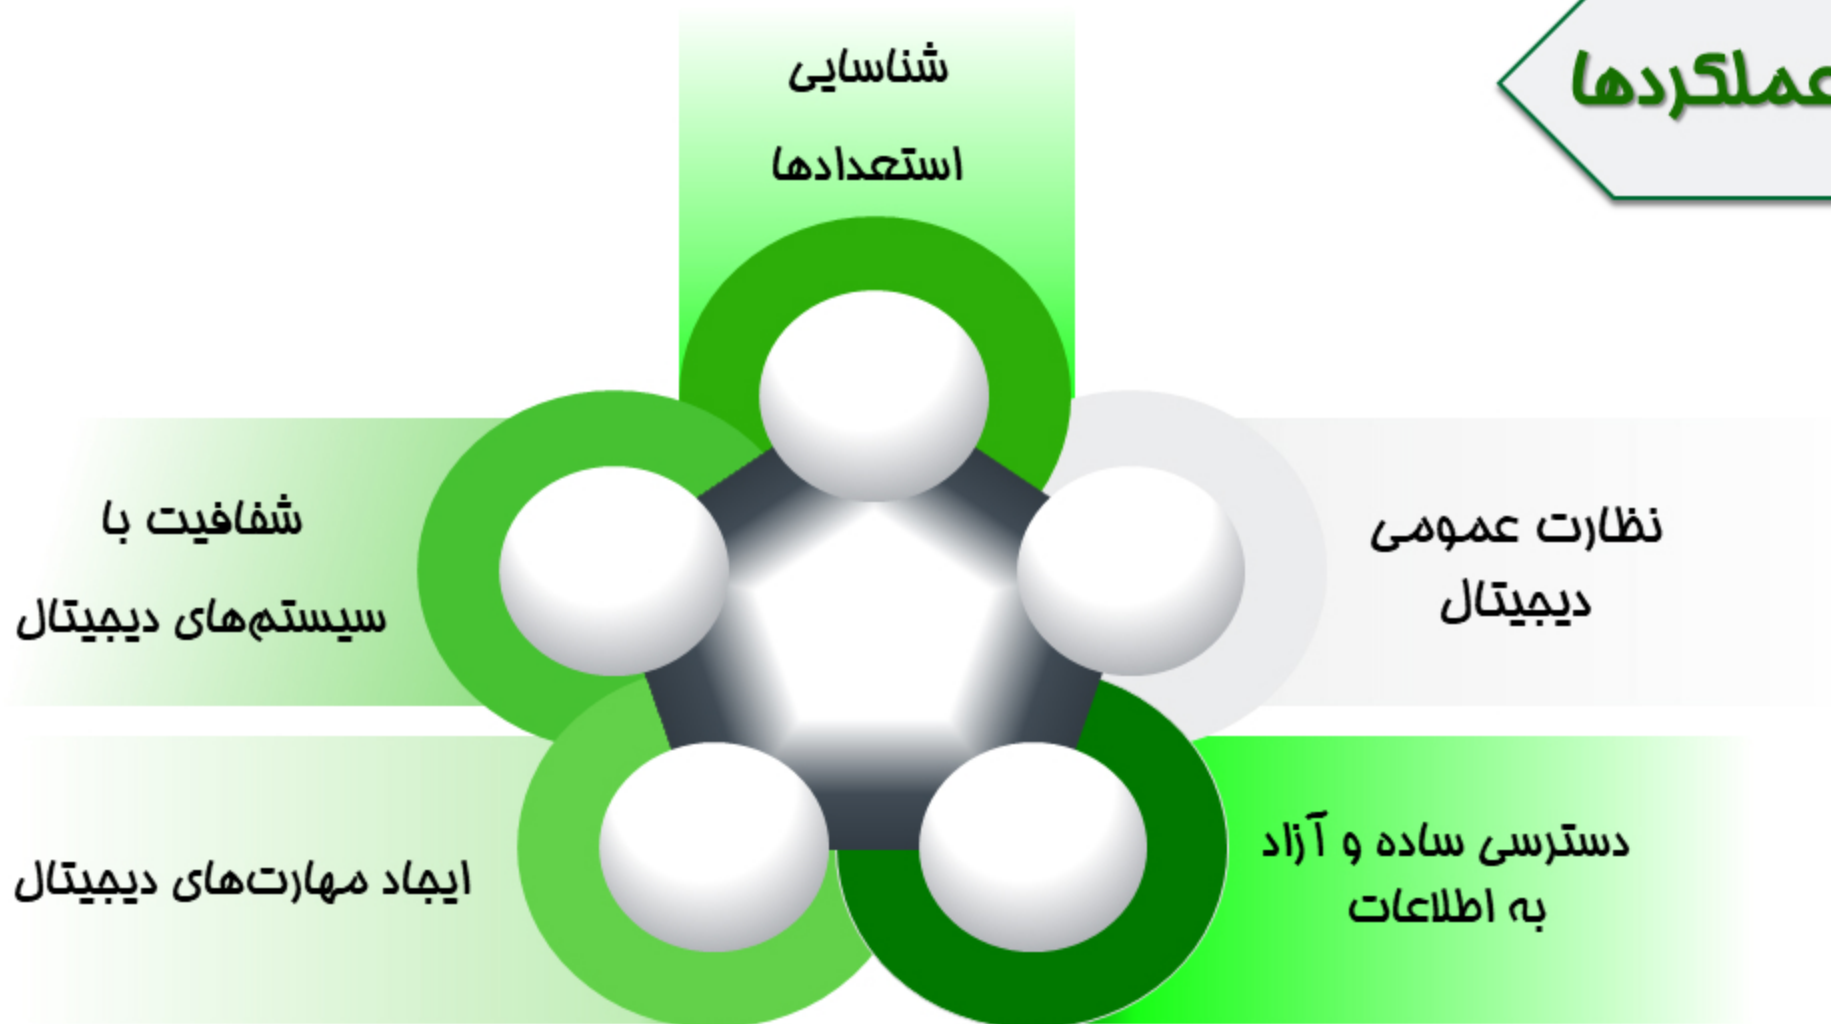 عملکردها
شناسایی
استعدادها
نظارت عمومی
دیجیتال
دسترسی ساده و آزاد
به اطلاعات
شفافیت با
سیستم‌های دیجیتال
ایجاد مهارت‌های دیجیتال